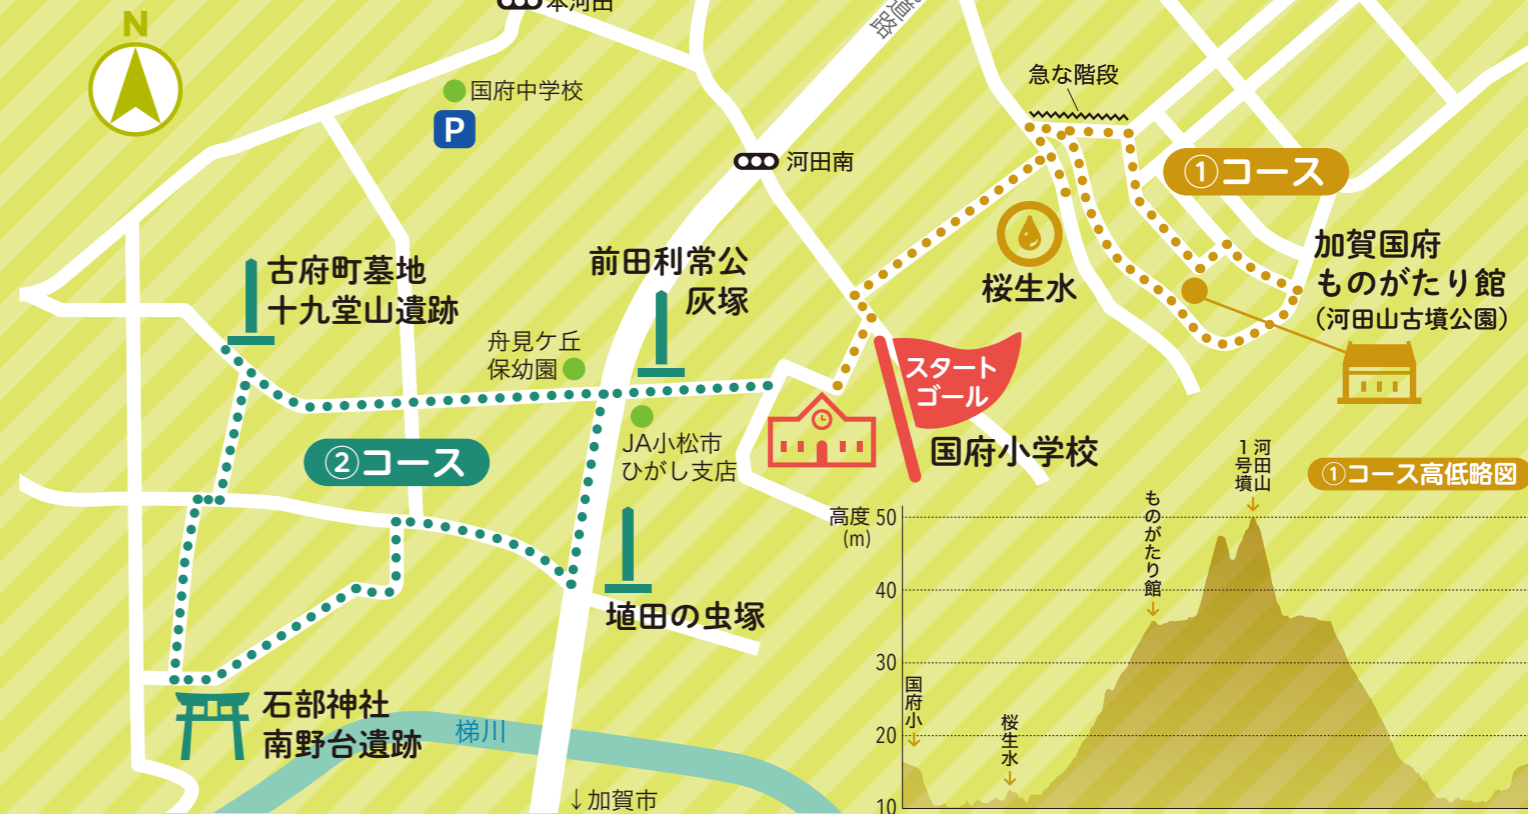 N
本河田
道路
国府中学校
P
河田南
急な階段
①コース
桜生水
加賀国府
ものがたり館
（河田山古墳公園）
古府町墓地
十九堂山遺跡
前田利常公
灰塚
舟見ケ丘
保幼園
スタート
ゴール
国府小学校
JA小松市
ひがし支店
②コース
埴田の虫塚
石部神社
南野台遺跡
梯川
↓加賀市
①コース高低略図
高度
(m)
50
40
30
20
10
国府小
桜生水
ものがたり館
河田山
1号墳